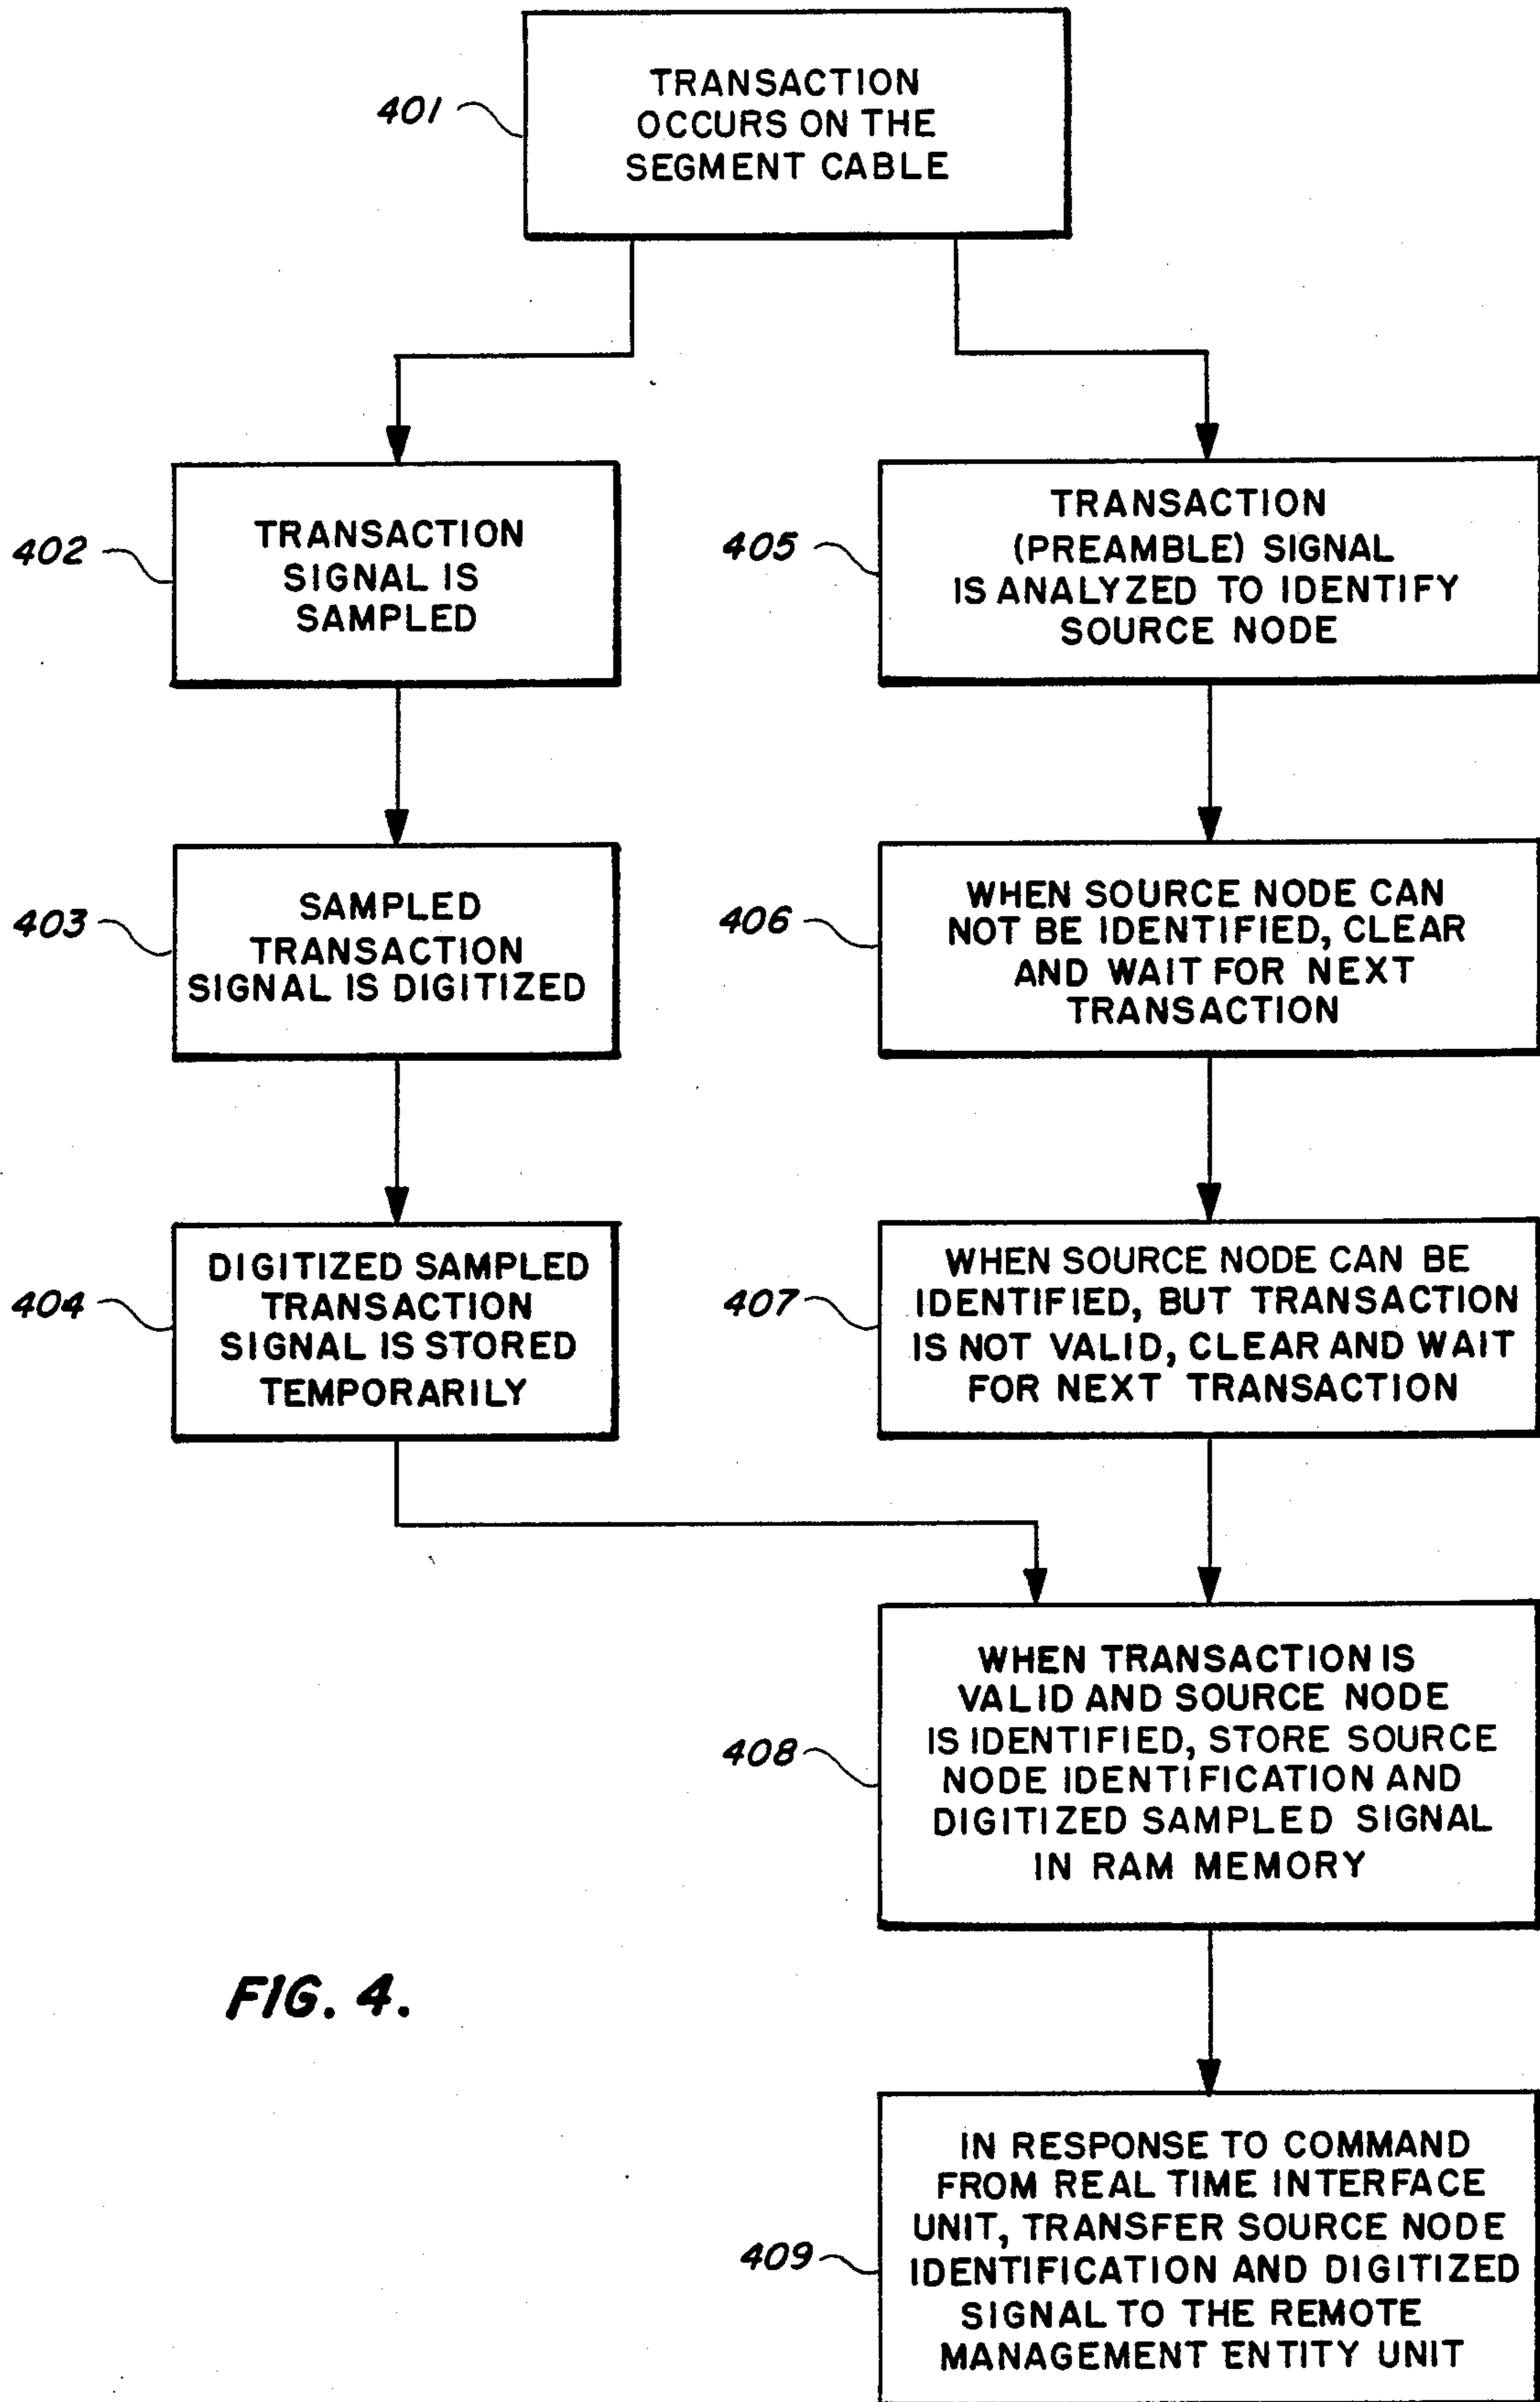 TRANSACTION
OCCURS ON THE
SEGMENT CABLE
401
402
TRANSACTION
SIGNAL IS
SAMPLED
403
SAMPLED
TRANSACTION
SIGNAL IS DIGITIZED
404
DIGITIZED SAMPLED
TRANSACTION
SIGNAL IS STORED
TEMPORARILY
405
TRANSACTION
(PREAMBLE) SIGNAL
IS ANALYZED TO IDENTIFY
SOURCE NODE
406
WHEN SOURCE NODE CAN
NOT BE IDENTIFIED, CLEAR
AND WAIT FOR NEXT
TRANSACTION
407
WHEN SOURCE NODE CAN BE
IDENTIFIED, BUT TRANSACTION
IS NOT VALID, CLEAR AND WAIT
FOR NEXT TRANSACTION
408
WHEN TRANSACTION IS
VALID AND SOURCE NODE
IS IDENTIFIED, STORE SOURCE
NODE IDENTIFICATION AND
DIGITIZED SAMPLED SIGNAL
IN RAM MEMORY
409
IN RESPONSE TO COMMAND
FROM REAL TIME INTERFACE
UNIT, TRANSFER SOURCE NODE
IDENTIFICATION AND DIGITIZED
SIGNAL TO THE REMOTE
MANAGEMENT ENTITY UNIT
FIG. 4.